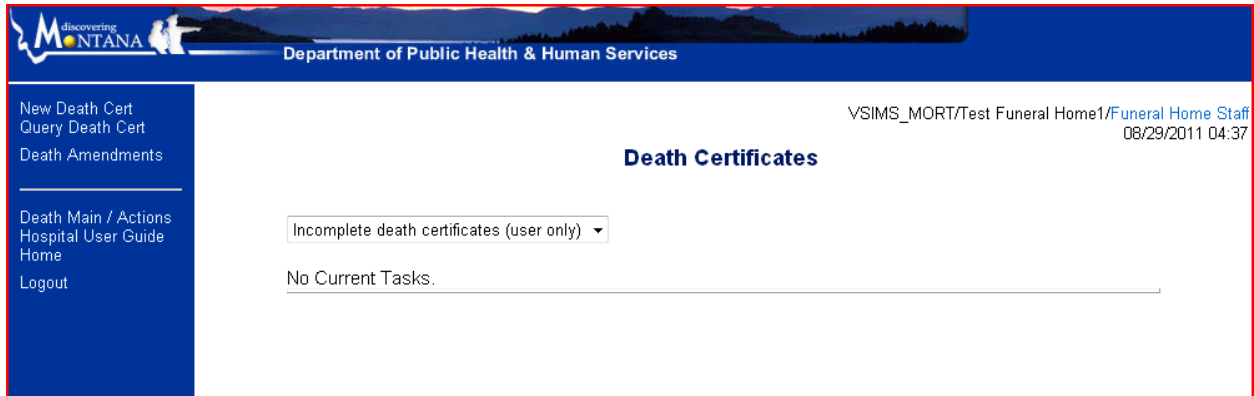 discovering
MONTANA
Department of Public Health & Human Services
New Death Cert
Query Death Cert
Death Amendments
Death Main / Actions
Hospital User Guide
Home
Logout
VSIMS_MORT/Test Funeral Home1/Funeral Home Staff
08/29/2011 04:37
Death Certificates
Incomplete death certificates (user only)
No Current Tasks.